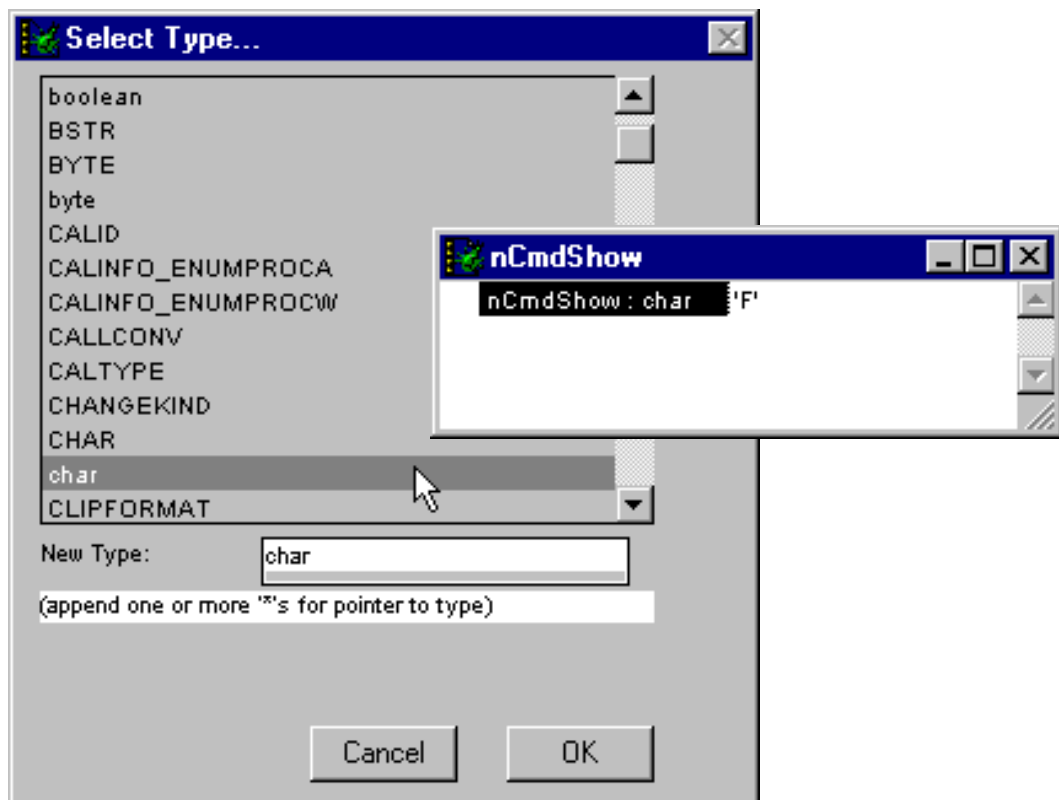 Select Type...
boolean
BSTR
BYTE
byte
CALID
CALINFO_ENUMPROCA
CALINFO_ENUMPROCW
CALLCONV
CALTYPE
CHANGEKIND
CHAR
char
CLIPFORMAT
New Type: char
(append one or more '*'s for pointer to type)
Cancel OK
nCmdShow
nCmdShow : char 'F'